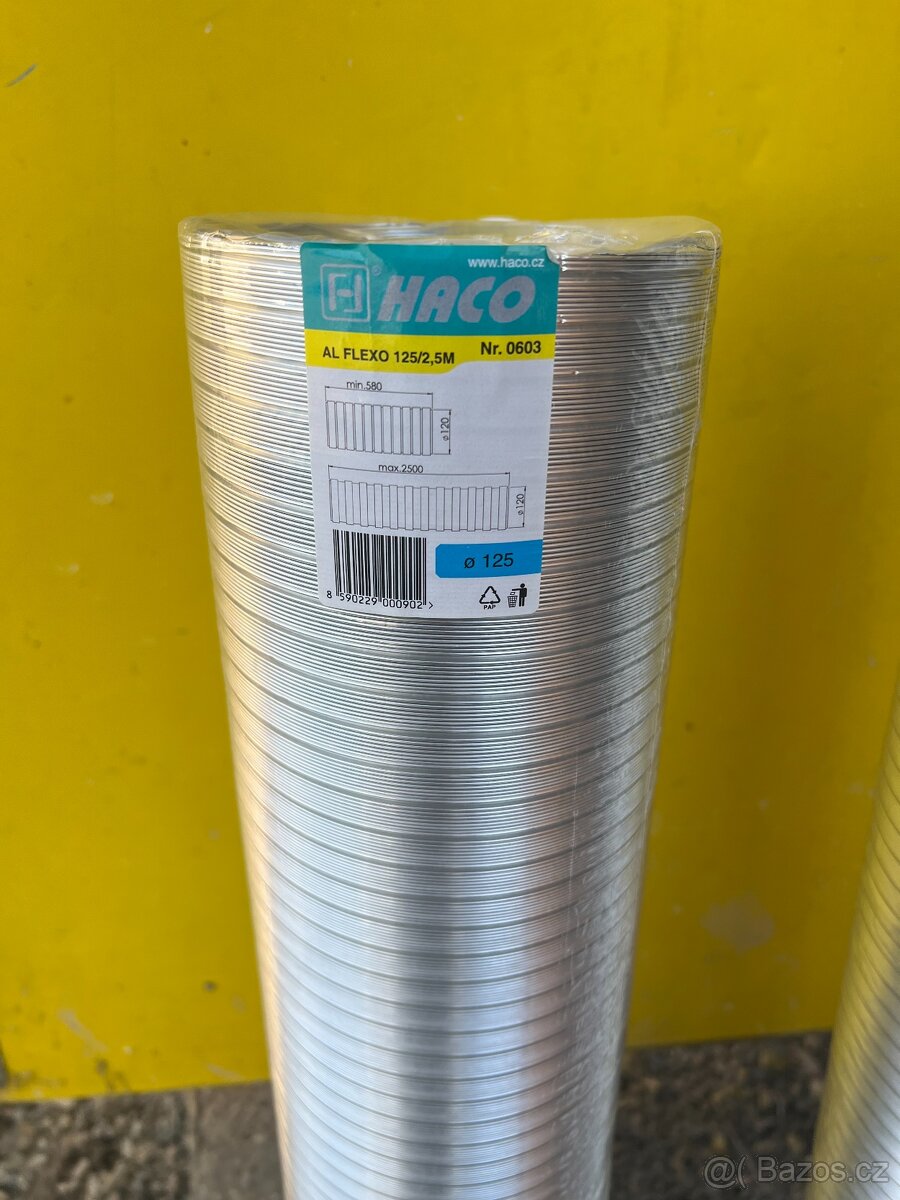 www.haco.cz
HACO®
AL FLEXO 125/2,5M Nr. 0603
min.580
ø120
max.2500
ø120
ø 125
8 590229 000902 >
PAP
@( Bazos.cz